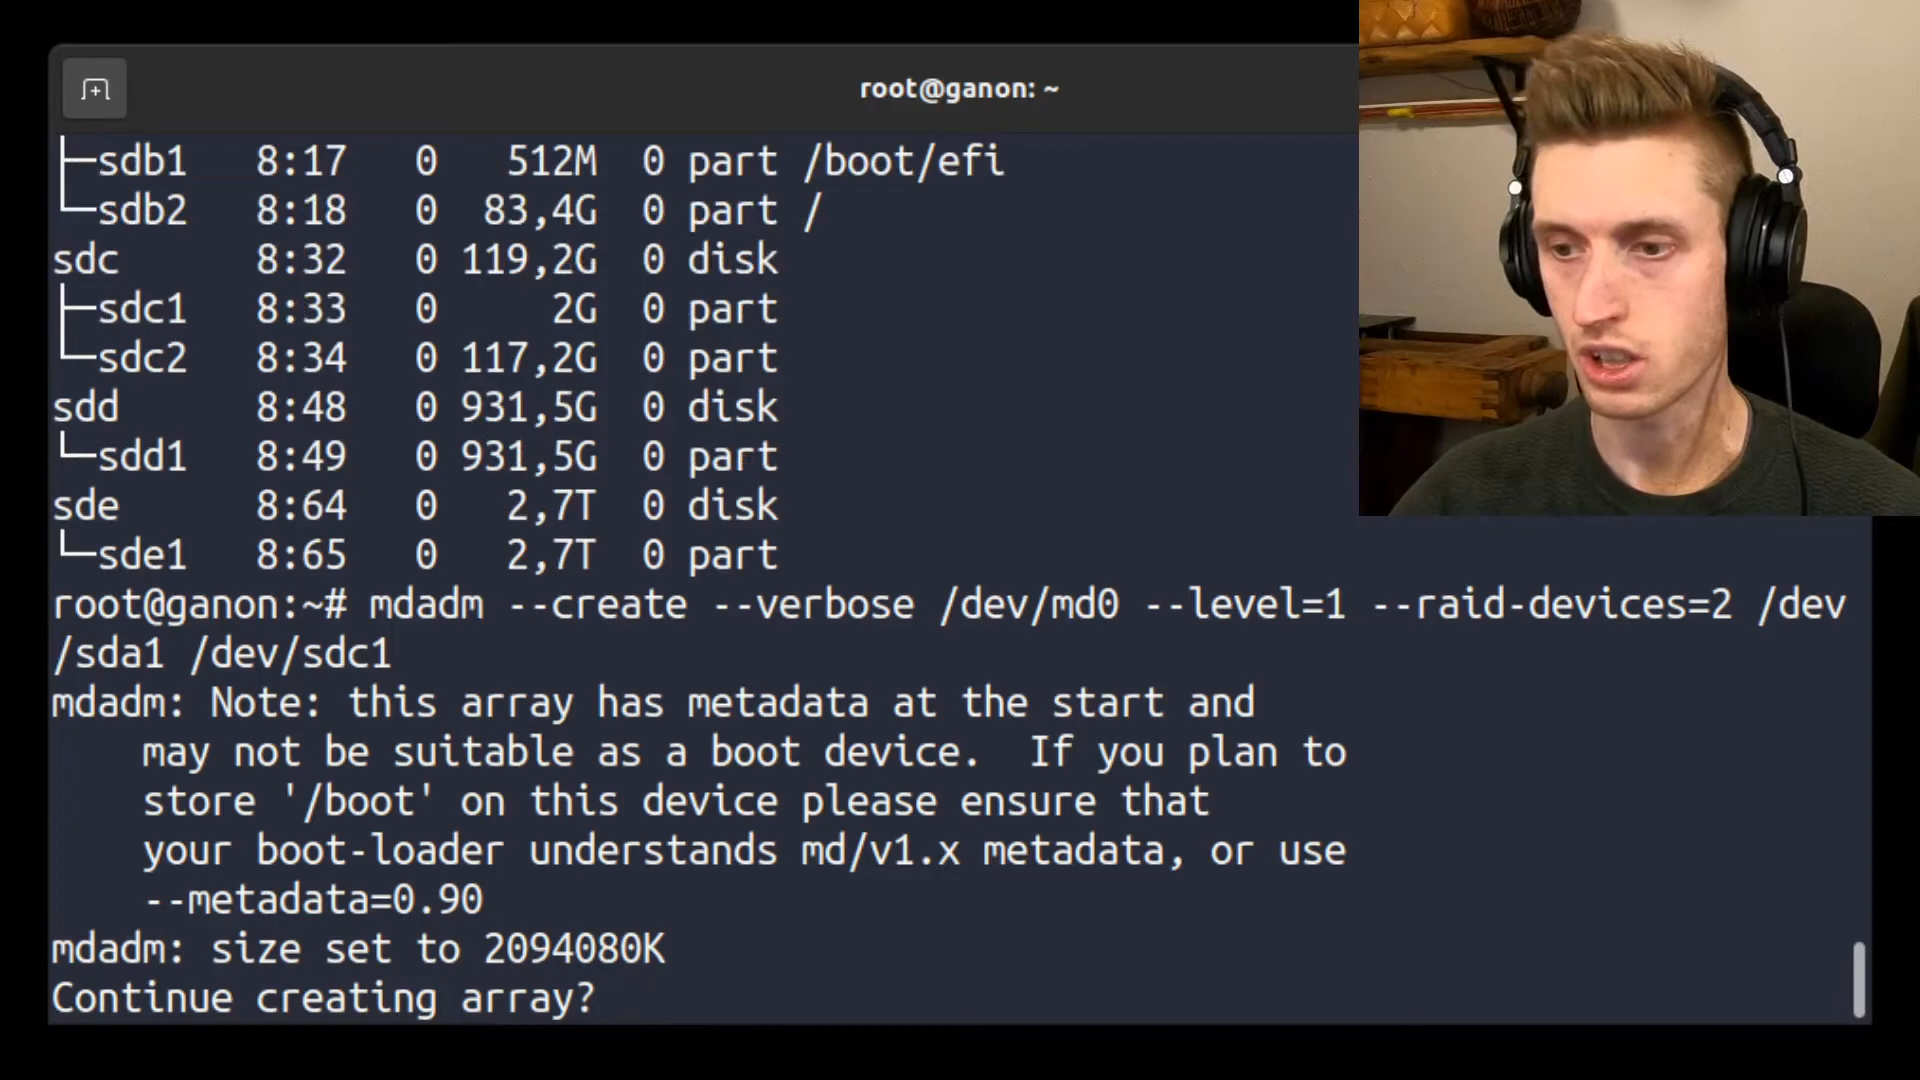 root@ganon: ~
├─sdb1 8:17 0 512M 0 part /boot/efi
└─sdb2 8:18 0 83,4G 0 part /
sdc 8:32 0 119,2G 0 disk
├─sdc1 8:33 0 2G 0 part
└─sdc2 8:34 0 117,2G 0 part
sdd 8:48 0 931,5G 0 disk
└─sdd1 8:49 0 931,5G 0 part
sde 8:64 0 2,7T 0 disk
└─sde1 8:65 0 2,7T 0 part
root@ganon:~# mdadm --create --verbose /dev/md0 --level=1 --raid-devices=2 /dev
/sda1 /dev/sdc1
mdadm: Note: this array has metadata at the start and
may not be suitable as a boot device.  If you plan to
store '/boot' on this device please ensure that
your boot-loader understands md/v1.x metadata, or use
--metadata=0.90
mdadm: size set to 2094080K
Continue creating array?